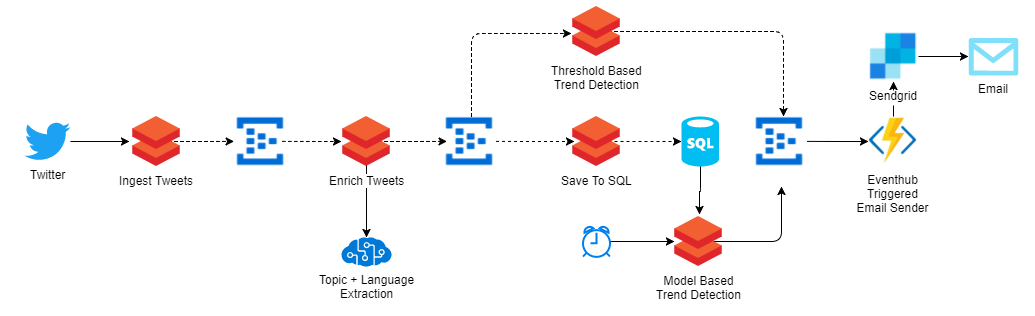 Threshold Based
Trend Detection
Sendgrid
Email
Twitter
Ingest Tweets
Enrich Tweets
Save To SQL
SQL
Eventhub
Triggered
Email Sender
Topic + Language
Extraction
Model Based
Trend Detection